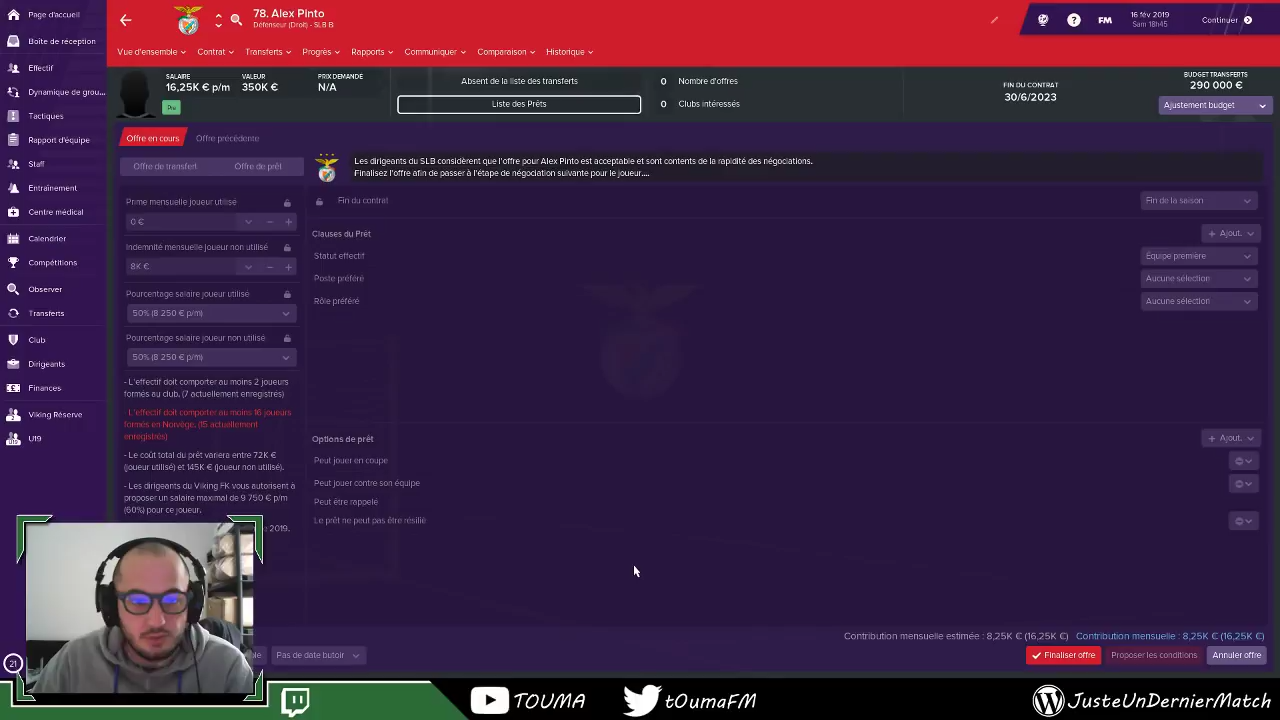 Page d'accueil
Boîte de réception
Effectif
Dynamique de grou...
Tactiques
Rapport d'équipe
Staff
Entraînement
Centre médical
Calendrier
Compétitions
Observer
Transferts
Club
Dirigeants
Finances
Viking Réserve
U19
21
78. Alex Pinto
Défenseur (Droit) - SLB B
FM
16 fév 2019
Sam 18h45
Continuer
Vue d'ensemble
Contrat
Transferts
Progrès
Rapports
Communiquer
Comparaison
Historique
SALAIRE
16,25K € p/m
VALEUR
350K €
PRIX DEMANDÉ
N/A
Prê
Absent de la liste des transferts
Liste des Prêts
0 Nombre d'offres
0 Clubs intéressés
FIN DU CONTRAT
30/6/2023
BUDGET TRANSFERTS
290 000 €
Ajustement budget
Offre en cours
Offre précédente
Offre de transfert
Offre de prêt
Les dirigeants du SLB considèrent que l'offre pour Alex Pinto est acceptable et sont contents de la rapidité des négociations.
Finalisez l'offre afin de passer à l'étape de négociation suivante pour le joueur....
Prime mensuelle joueur utilisé
0 €
Indemnité mensuelle joueur non utilisé
8K €
Pourcentage salaire joueur utilisé
50% (8 250 € p/m)
Pourcentage salaire joueur non utilisé
50% (8 250 € p/m)
- L'effectif doit comporter au moins 2 joueurs
formés au club. (7 actuellement enregistrés)
- L'effectif doit comporter au moins 16 joueurs
formés en Norvège. (15 actuellement
enregistrés)
- Le coût total du prêt variera entre 72K €
(joueur utilisé) et 145K € (joueur non utilisé).
- Les dirigeants du Viking FK vous autorisent à
proposer un salaire maximal de 9 750 € p/m
(60%) pour ce joueur.
2019.
Fin du contrat
Fin de la saison
Clauses du Prêt
Ajout.
Statut effectif
Équipe première
Poste préféré
Aucune sélection
Rôle préféré
Aucune sélection
Options de prêt
Ajout.
Peut jouer en coupe
Peut jouer contre son équipe
Peut être rappelé
Le prêt ne peut pas être résilié
Contribution mensuelle estimée : 8,25K € (16,25K €)
Contribution mensuelle : 8,25K € (16,25K €)
Pas de date butoir
Finaliser offre
Proposer les conditions
Annuler offre
TOUMA
tOumaFM
JusteUnDernierMatch